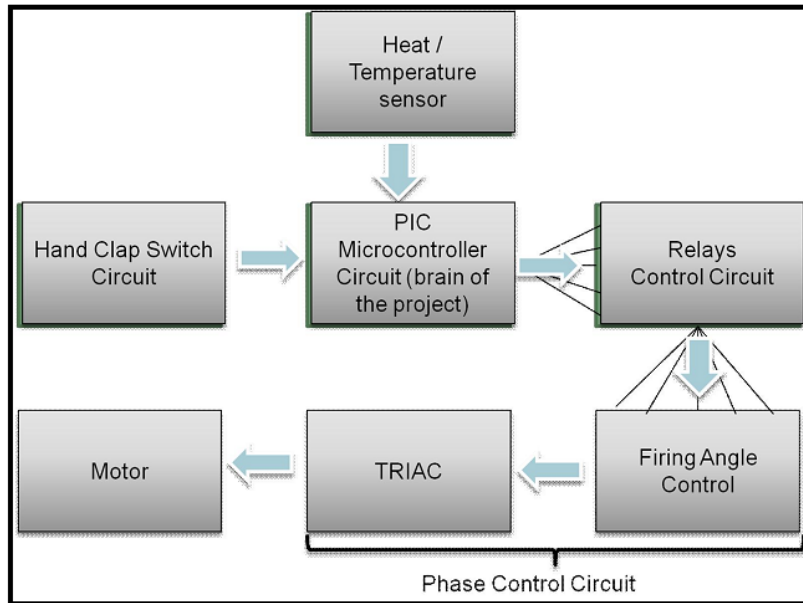 Heat /
Temperature
sensor
Hand Clap Switch
Circuit
PIC
Microcontroller
Circuit (brain of
the project)
Relays
Control Circuit
Motor
TRIAC
Firing Angle
Control
Phase Control Circuit